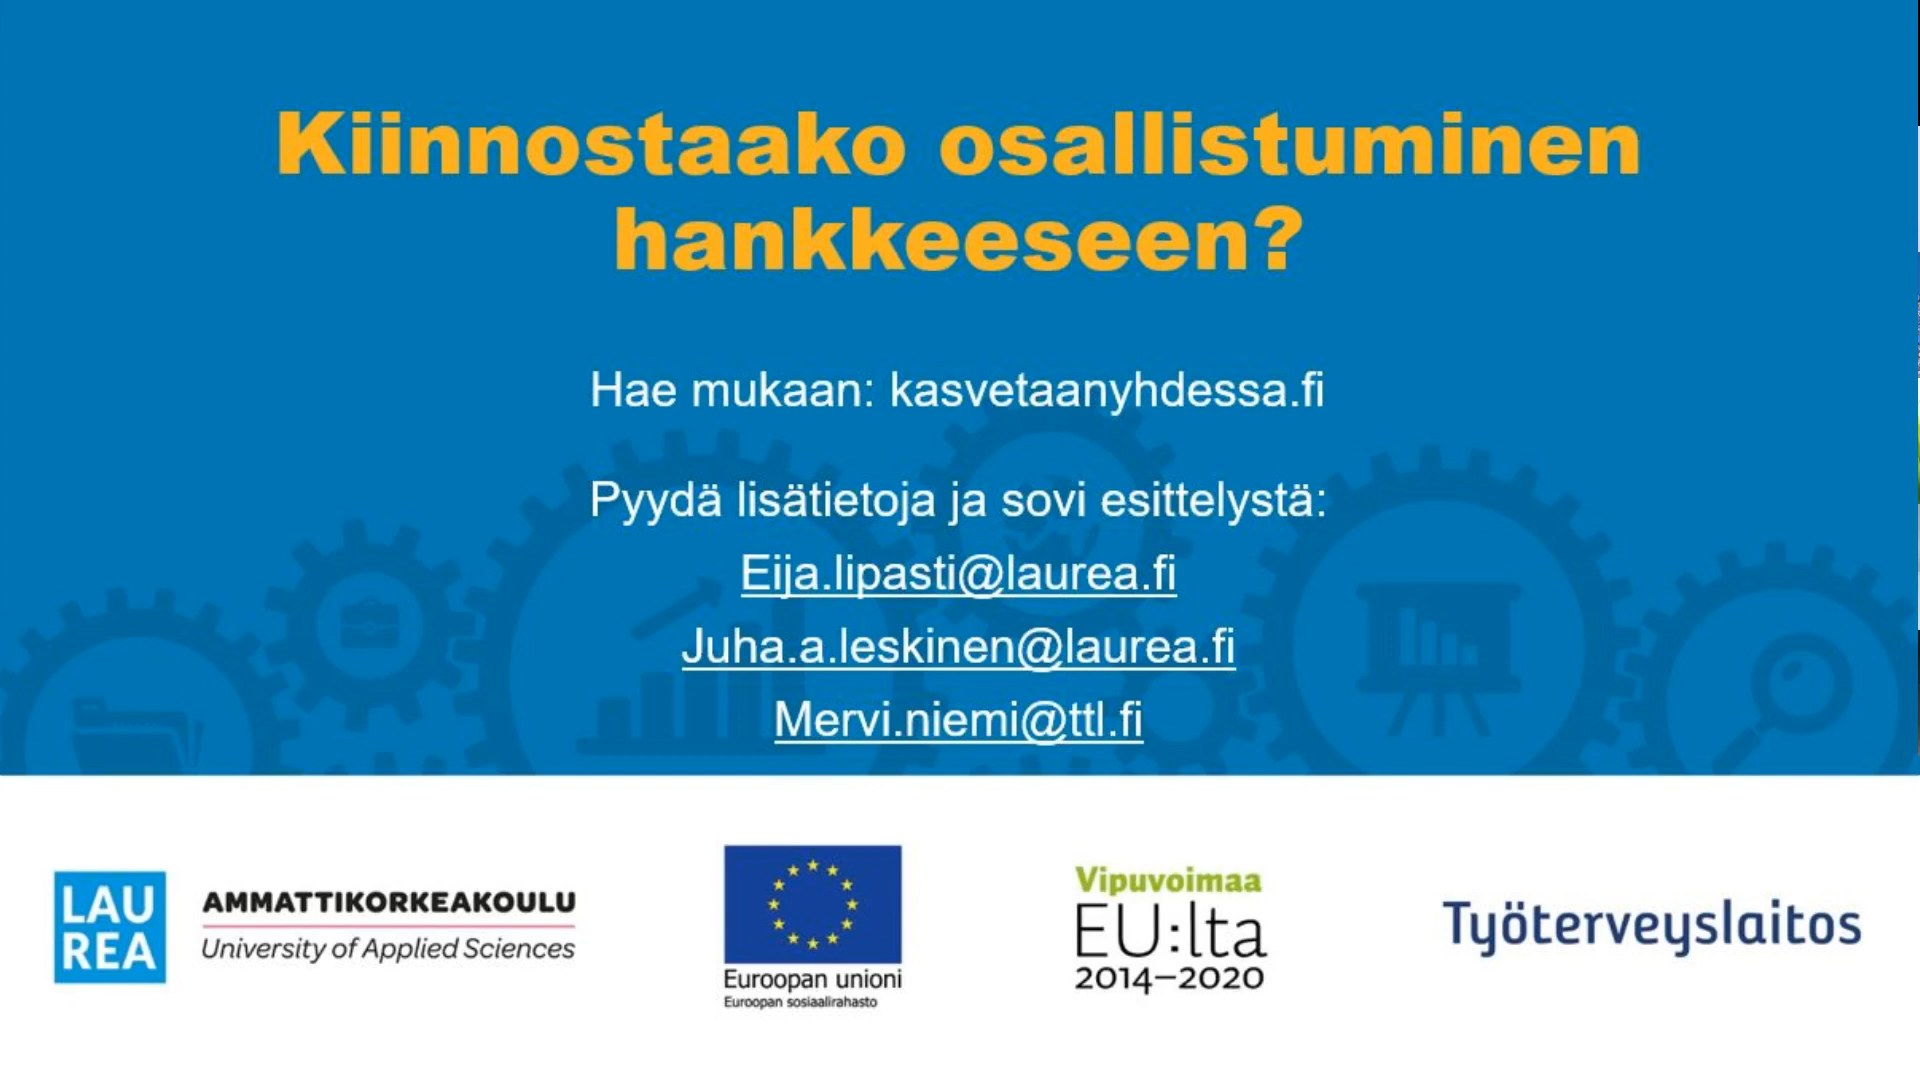 Kiinnostaako osallistuminen
hankkeeseen?
Hae mukaan: kasvetaanyhdessa.fi
Pyydä lisätietoja ja sovi esittelystä:
Eija.lipasti@laurea.fi
Juha.a.leskinen@laurea.fi
Mervi.niemi@ttl.fi
LAU
REA
AMMATTIKORKEAKOULU
University of Applied Sciences
Euroopan unioni
Euroopan sosiaalirahasto
Vipuvoimaa
EU:lta
2014–2020
Työterveyslaitos